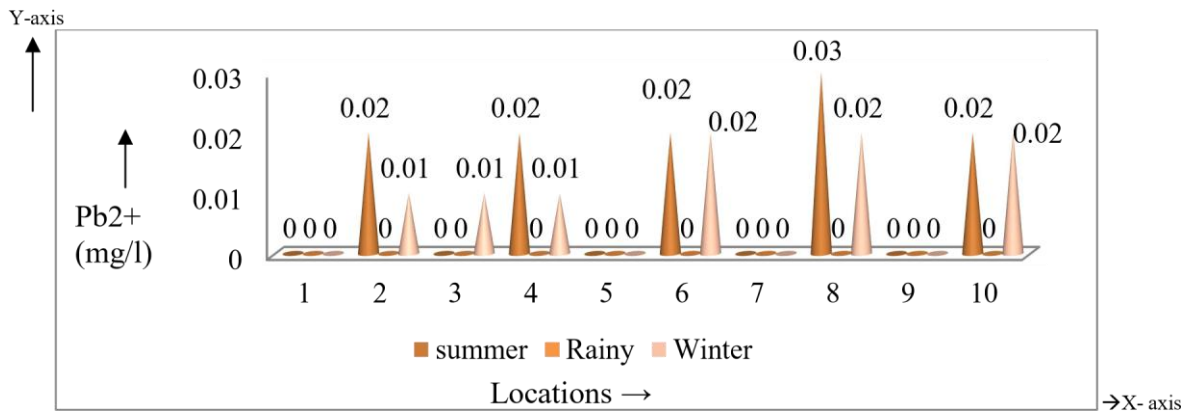 Y-axis
0.03
0.03
0.02 0.02 0.02 0.02 0.02
0.02 0.02 0.02
0.01 0.01 0.01
0.01
Pb2+
(mg/l)
0 0 0 0 0 0 0 0 0 0 0 0 0 0 0 0 0 0
0
1 2 3 4 5 6 7 8 9 10
summer Rainy Winter
Locations →
→X- axis